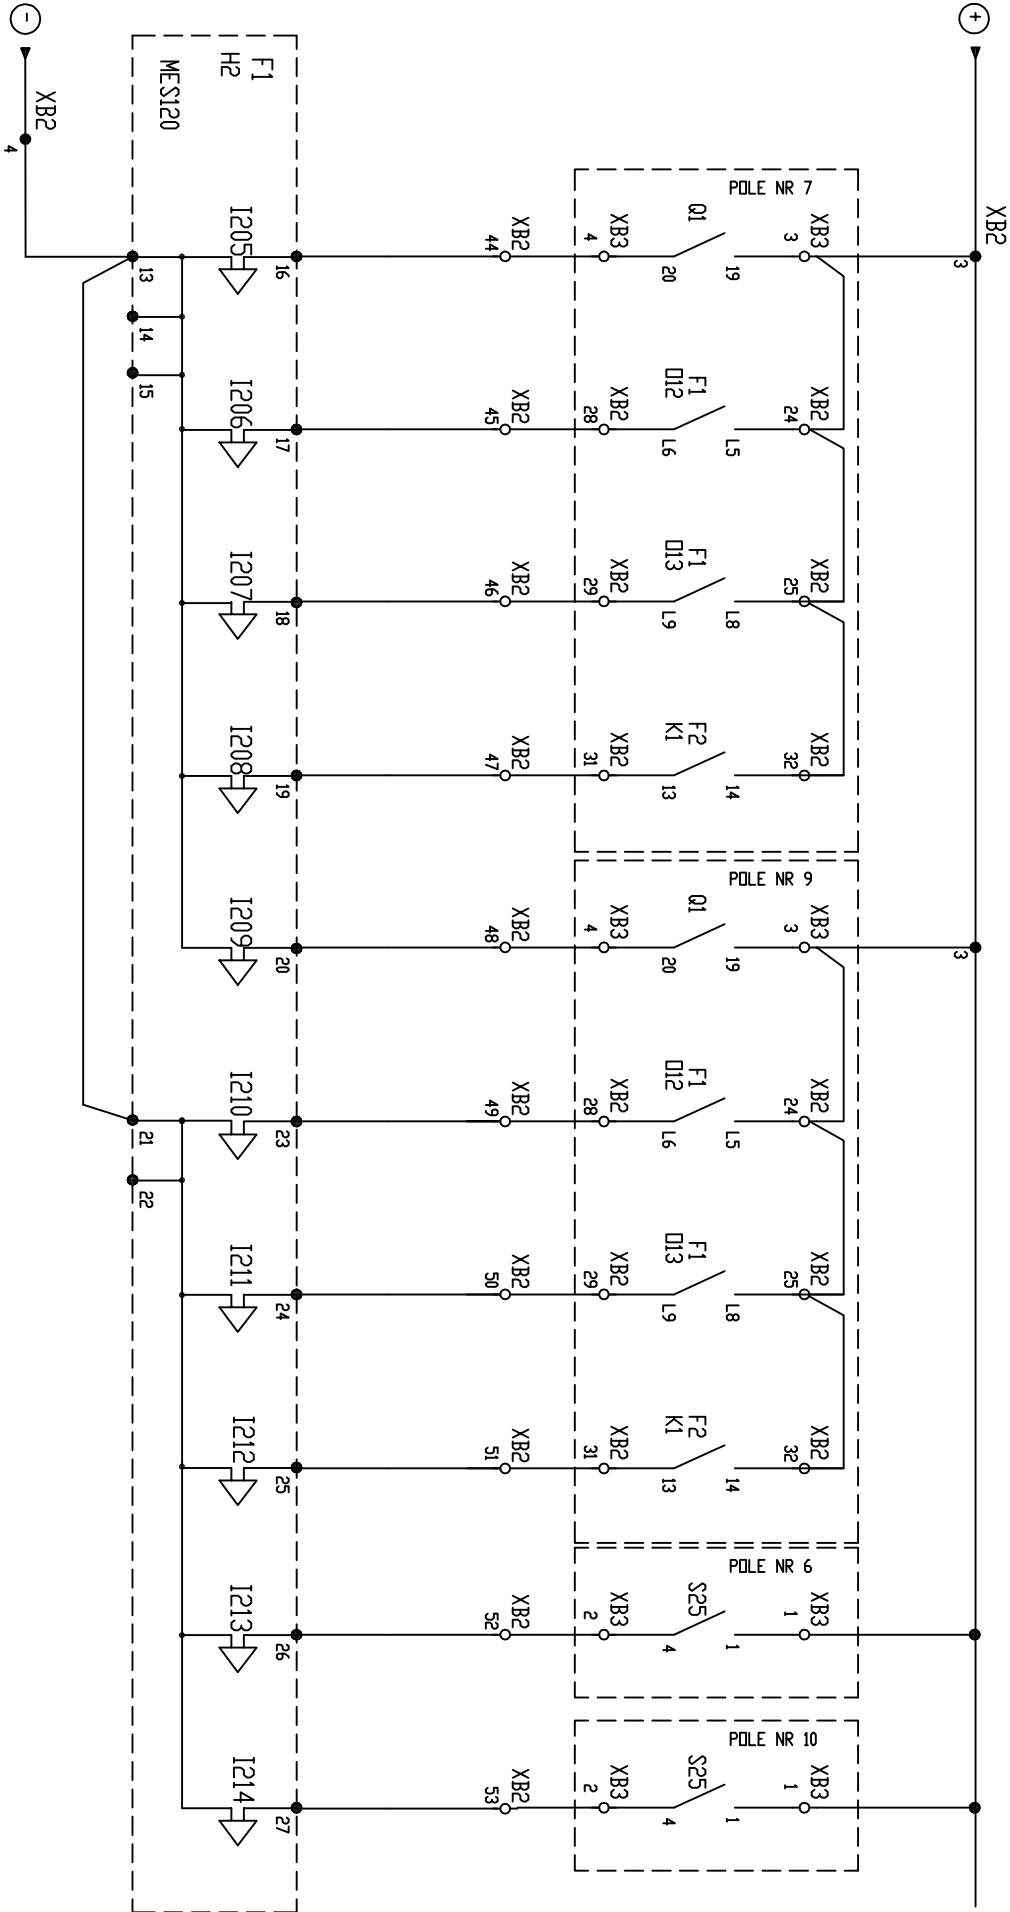 +
XB2
3
3
POLE NR 7
XB3
3
19
Q1
20
XB3
4
XB2
24
L5
F1
O12
L6
XB2
28
XB2
25
L8
F1
O13
L9
XB2
29
XB2
32
14
F2
K1
13
XB2
31
POLE NR 9
XB3
3
19
Q1
20
XB3
4
XB2
24
L5
F1
O12
L6
XB2
28
XB2
25
L8
F1
O13
L9
XB2
29
XB2
32
14
F2
K1
13
XB2
31
POLE NR 6
XB3
1
1
S25
4
XB3
2
POLE NR 10
XB3
1
1
S25
4
XB3
2
XB2
44
XB2
45
XB2
46
XB2
47
XB2
48
XB2
49
XB2
50
XB2
51
XB2
52
XB2
53
F1
H2
MES120
16
17
18
19
20
23
24
25
26
27
I205
I206
I207
I208
I209
I210
I211
I212
I213
I214
13
14
15
21
22
-
XB2
4